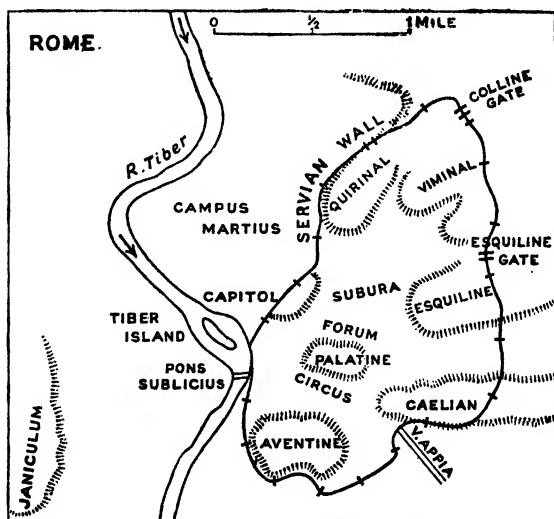 0 ½ 1 MILE
ROME.
COLLINE
GATE
R. Tiber
SERVIAN WALL
QUIRINAL
VIMINAL
CAMPUS
MARTIUS
ESQUILINE
GATE
CAPITOL
SUBURA
ESQUILINE
TIBER
ISLAND
FORUM
PALATINE
PONS
SUBLICIUS
CIRCUS
CAELIAN
AVENTINE
V. APPIA
JANICULUM